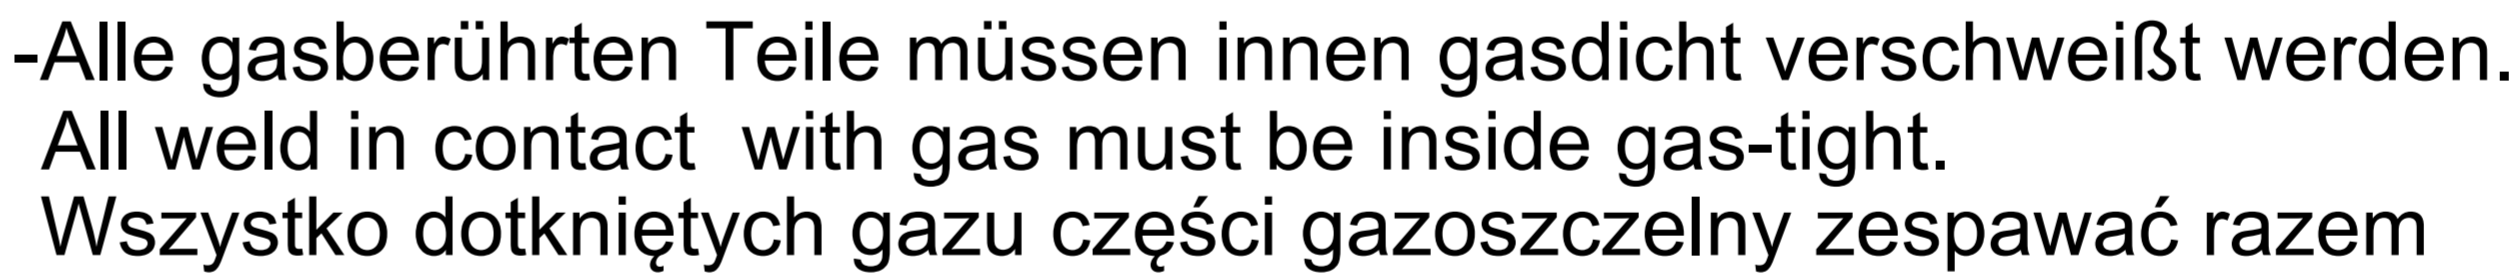 -Alle gasberührten Teile müssen innen gasdicht verschweißt werden.
All weld in contact  with gas must be inside gas-tight.
Wszystko dotkniętych gazu części gazoszczelny zespawać razem